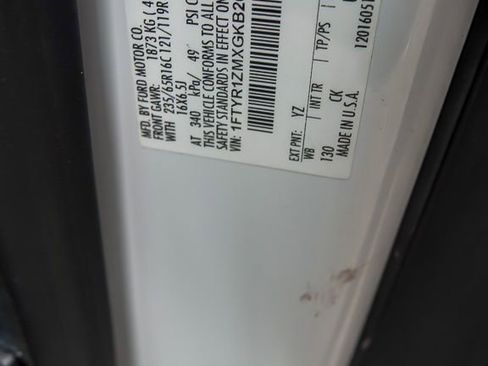 MFD. BY FORD MOTOR CO.
FRONT GAWR: 1873 KG (4
WITH 235/65R16C 121/119R
16X6.5J
AT 340 kPa/ 49 PSI C
THIS VEHICLE CONFORMS TO ALL
SAFETY STANDARDS IN EFFECT ON
VIN: 1FTYR1ZMXGKB2
EXT PNT: YZ
WB INT TR TP/PS
130 CK
MADE IN U.S.A.
12016051